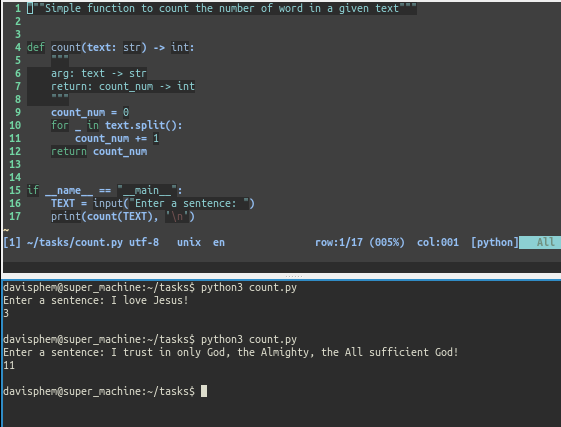 1 """Simple function to count the number of word in a given text"""
2
3
4 def count(text: str) -> int:
5     """
6     arg: text -> str
7     return: count_num -> int
8     """
9     count_num = 0
10     for _ in text.split():
11         count_num += 1
12     return count_num
13
14
15 if __name__ == "__main__":
16     TEXT = input("Enter a sentence: ")
17     print(count(TEXT), '\n')
~
[1] ~/tasks/count.py utf-8   unix  en               row:1/17 (005%)  col:001  [python]   All
davisphem@super_machine:~/tasks$ python3 count.py
Enter a sentence: I love Jesus!
3
davisphem@super_machine:~/tasks$ python3 count.py
Enter a sentence: I trust in only God, the Almighty, the All sufficient God!
11
davisphem@super_machine:~/tasks$